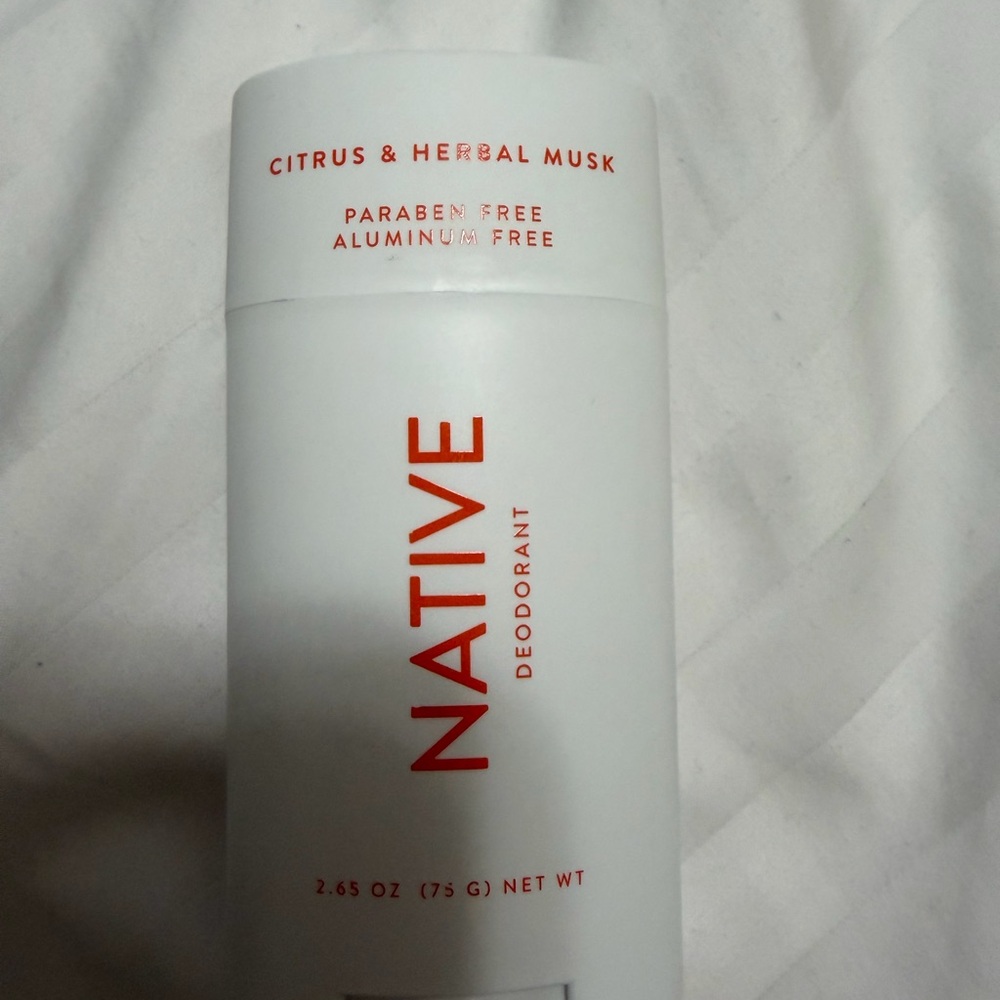 CITRUS & HERBAL MUSK
PARABEN FREE
ALUMINUM FREE
NATIVE
DEODORANT
2.65 OZ (75 G) NET WT